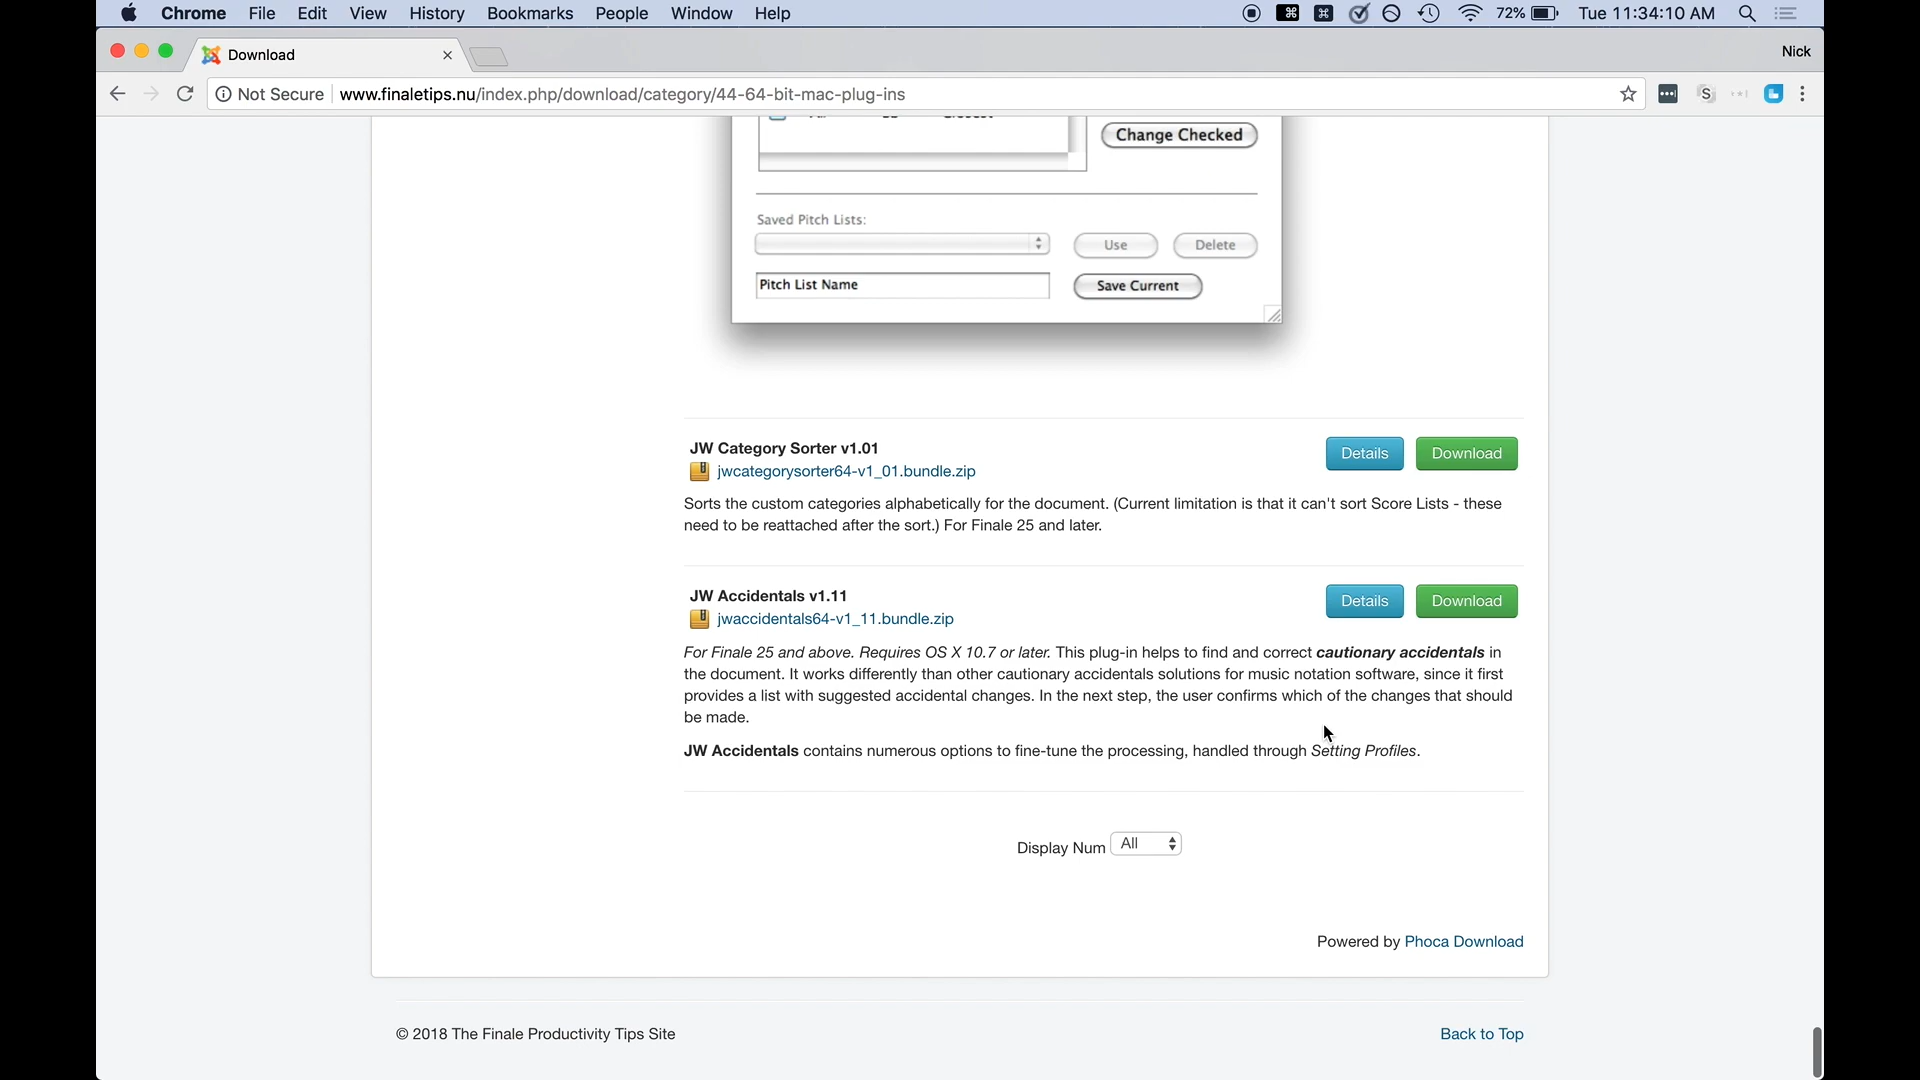 Chrome File Edit View History Bookmarks People Window Help 72% Tue 11:34:10 AM
Download Nick
Not Secure www.finaletips.nu/index.php/download/category/44-64-bit-mac-plug-ins
Change Checked
Saved Pitch Lists:
Use Delete
Pitch List Name Save Current
JW Category Sorter v1.01 Details Download
jwcategorysorter64-v1_01.bundle.zip
Sorts the custom categories alphabetically for the document. (Current limitation is that it can't sort Score Lists - these
need to be reattached after the sort.) For Finale 25 and later.
JW Accidentals v1.11 Details Download
jwaccidentals64-v1_11.bundle.zip
For Finale 25 and above. Requires OS X 10.7 or later. This plug-in helps to find and correct cautionary accidentals in
the document. It works differently than other cautionary accidentals solutions for music notation software, since it first
provides a list with suggested accidental changes. In the next step, the user confirms which of the changes that should
be made.
JW Accidentals contains numerous options to fine-tune the processing, handled through Setting Profiles.
Display Num All
Powered by Phoca Download
© 2018 The Finale Productivity Tips Site Back to Top